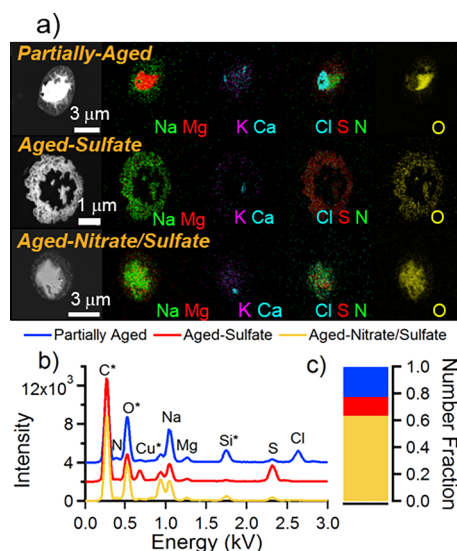 a)
Partially-Aged
3 μm
Na Mg
K Ca
Cl S N
O
Aged-Sulfate
1 μm
Na Mg
K Ca
Cl S N
O
Aged-Nitrate/Sulfate
3 μm
Na Mg
K Ca
Cl S N
O
Partially Aged Aged-Sulfate Aged-Nitrate/Sulfate
b)
C*
N
O*
Cu*
Na
Mg
Si*
S
Cl
12x10³
8
4
0
Intensity
0.0 0.5 1.0 1.5 2.0 2.5 3.0
Energy (kV)
c)
1.0
0.8
0.6
0.4
0.2
0.0
Number Fraction